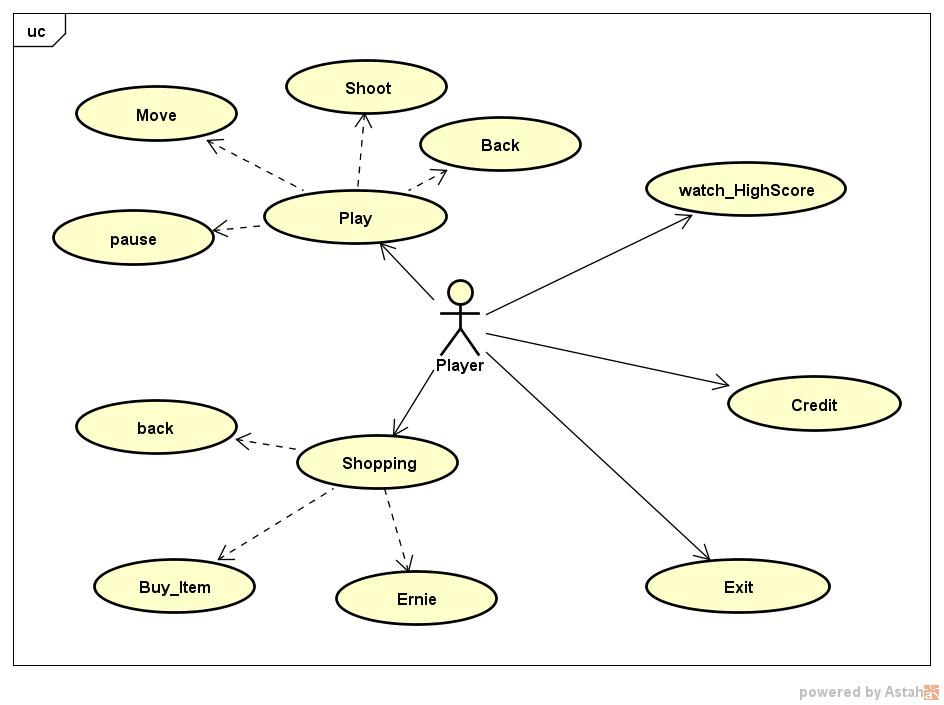 uc
Shoot
Move
Back
watch_HighScore
Play
pause
Player
Credit
back
Shopping
Buy_Item
Ernie
Exit
powered by Astah